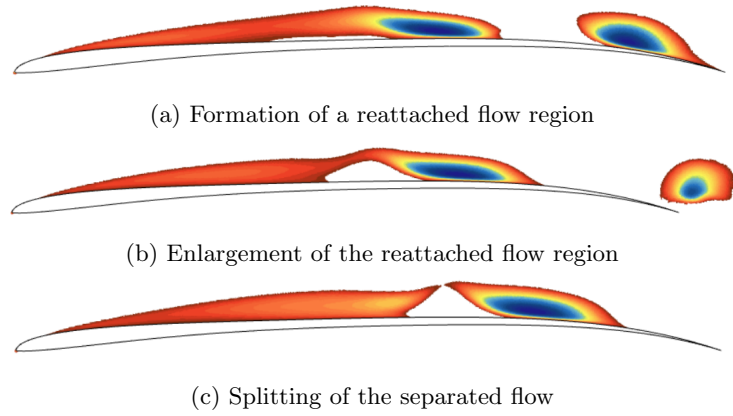 (a) Formation of a reattached flow region
(b) Enlargement of the reattached flow region
(c) Splitting of the separated flow